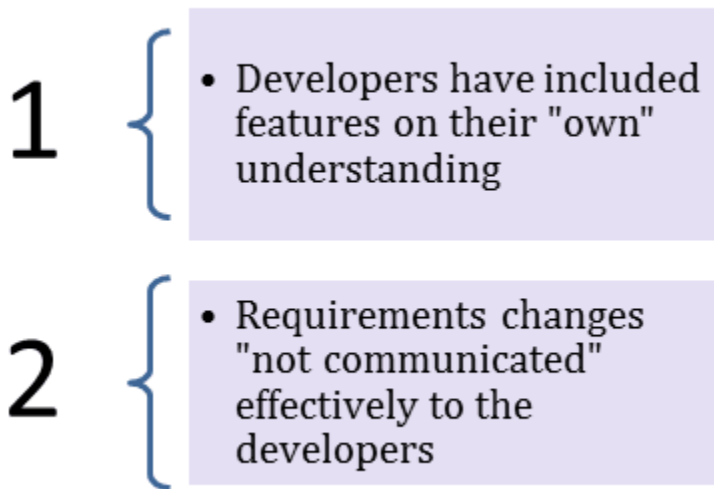 1
• Developers have included
features on their "own"
understanding
2
• Requirements changes
"not communicated"
effectively to the
developers